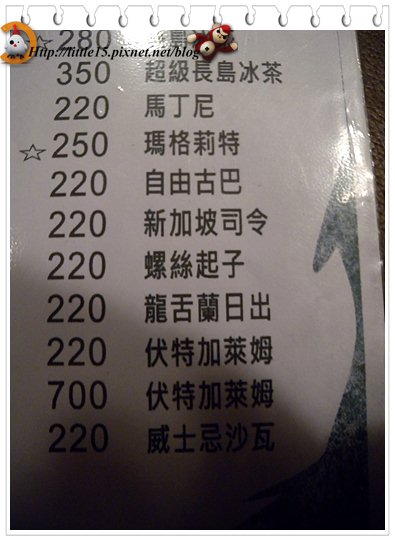 ☆280
Http://little15.pixnet.net/blog
350 超級長島冰茶
220 馬丁尼
☆250 瑪格莉特
220 自由古巴
220 新加坡司令
220 螺絲起子
220 龍舌蘭日出
220 伏特加萊姆
700 伏特加萊姆
220 威士忌沙瓦